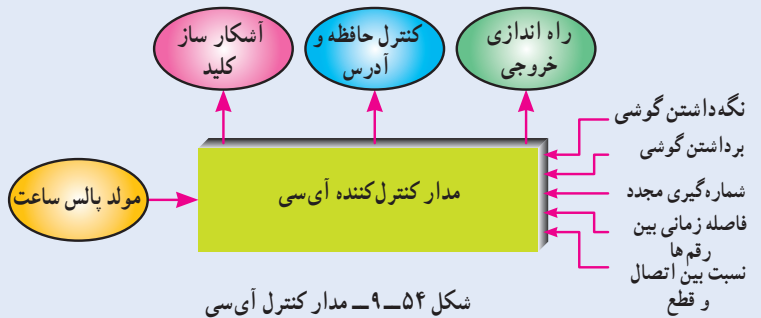 راه اندازی
خروجی
کنترل حافظه و
آدرس
آشکار ساز
کلید
نگه‌داشتن گوشی
برداشتن گوشی
شماره‌گیری مجدد
فاصله زمانی بین
رقم‌ها
نسبت بین اتصال
و قطع
مدار کنترل‌کننده آی‌سی
مولد پالس ساعت
شکل ۵۴ــ ۹ــ مدار کنترل آی‌سی